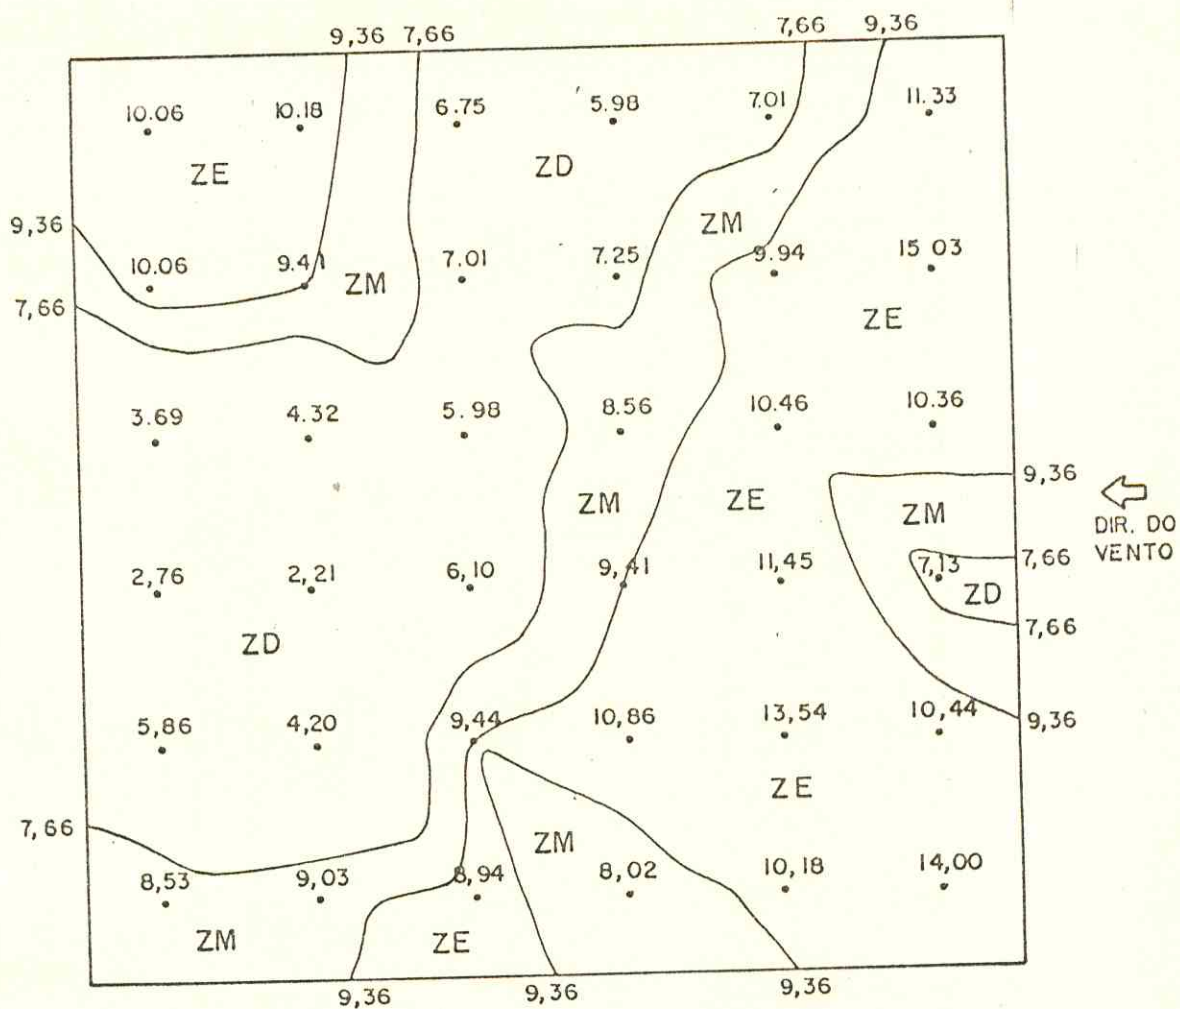 9,36 7,66 7,66 9,36
10.06 10.18 6.75 5.98 7.01 11.33
ZE ZD
9,36 ZM
10.06 9.41 ZM 7.01 7.25 9.94 15 03
7,66 ZE
3.69 4.32 5.98 8.56 10.46 10.36
9,36
ZM ZE ZM
DIR. DO
VENTO
7,66
2,76 2,21 6,10 9,41 11,45 7,13
ZD
ZD 7,66
5,86 4,20 9,44 10,86 13,54 10,44 9,36
ZE
7,66 ZM
8,53 9,03 8,94 8,02 10,18 14,00
ZM ZE
9,36 9,36 9,36